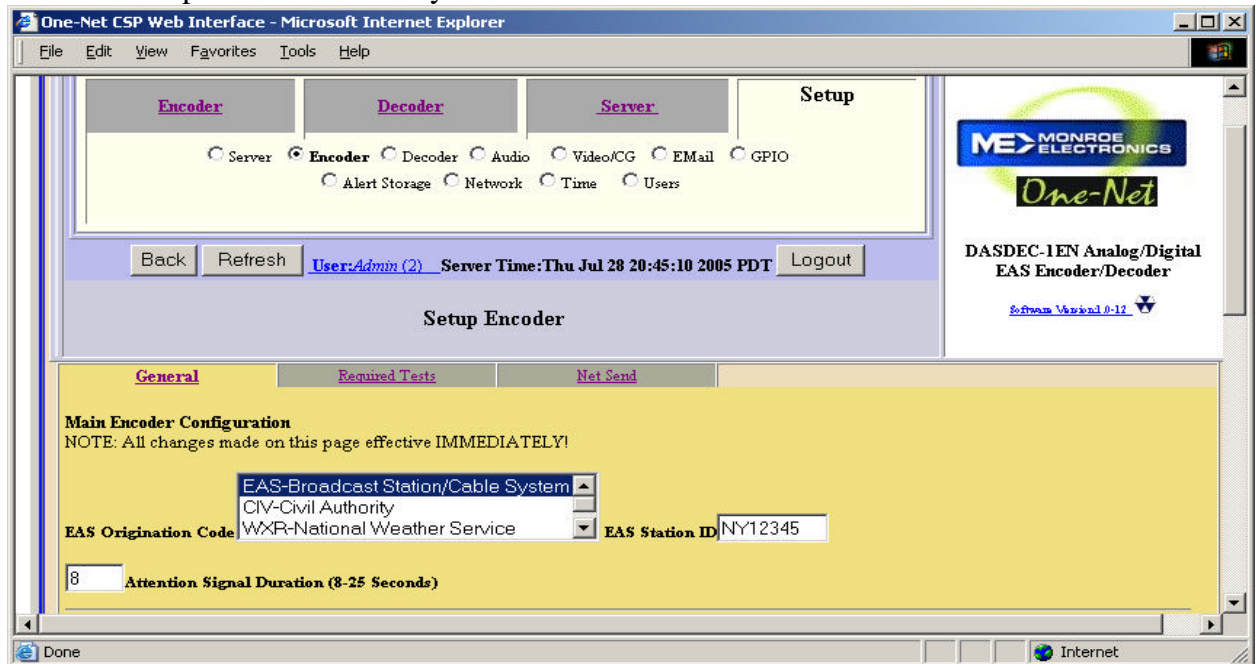 One-Net CSP Web Interface - Microsoft Internet Explorer
File Edit View Favorites Tools Help
Encoder Decoder Server Setup
Server Encoder Decoder Audio Video/CG EMail GPIO
Alert Storage Network Time Users
MONROE
ELECTRONICS
One-Net
Back Refresh User:Admin (2) Server Time:Thu Jul 28 20:45:10 2005 PDT Logout
DASDEC-1EN Analog/Digital
EAS Encoder/Decoder
Software Version:1.0-12
Setup Encoder
General Required Tests Net Send
Main Encoder Configuration
NOTE: All changes made on this page effective IMMEDIATELY!
EAS-Broadcast Station/Cable System
CIV-Civil Authority
EAS Origination Code WXR-National Weather Service EAS Station ID NY12345
8 Attention Signal Duration (8-25 Seconds)
Done Internet